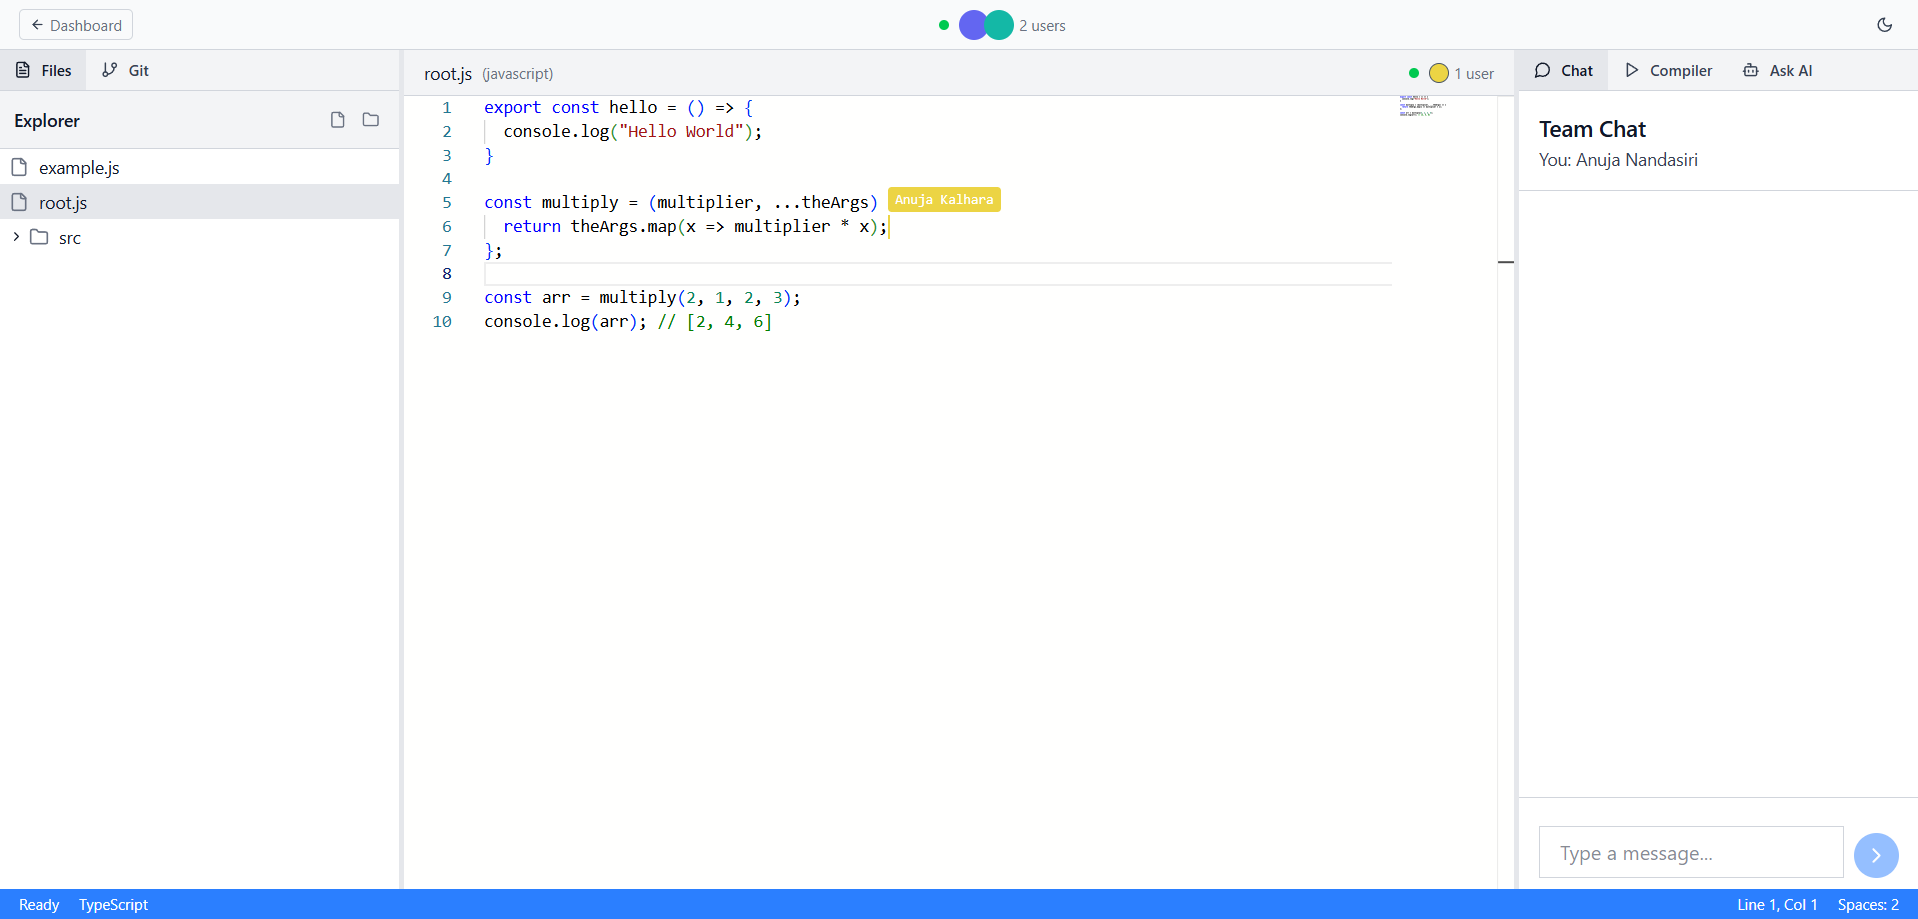 Dashboard
2 users
Files
Git
Explorer
example.js
root.js
src
root.js (javascript)
1 user
1 export const hello = () => {
2   console.log("Hello World");
3 }
4
5 const multiply = (multiplier, ...theArgs)
Anuja Kalhara
6   return theArgs.map(x => multiplier * x);
7 };
8
9 const arr = multiply(2, 1, 2, 3);
10 console.log(arr); // [2, 4, 6]
Chat
Compiler
Ask AI
Team Chat
You: Anuja Nandasiri
Type a message...
Ready
TypeScript
Line 1, Col 1
Spaces: 2